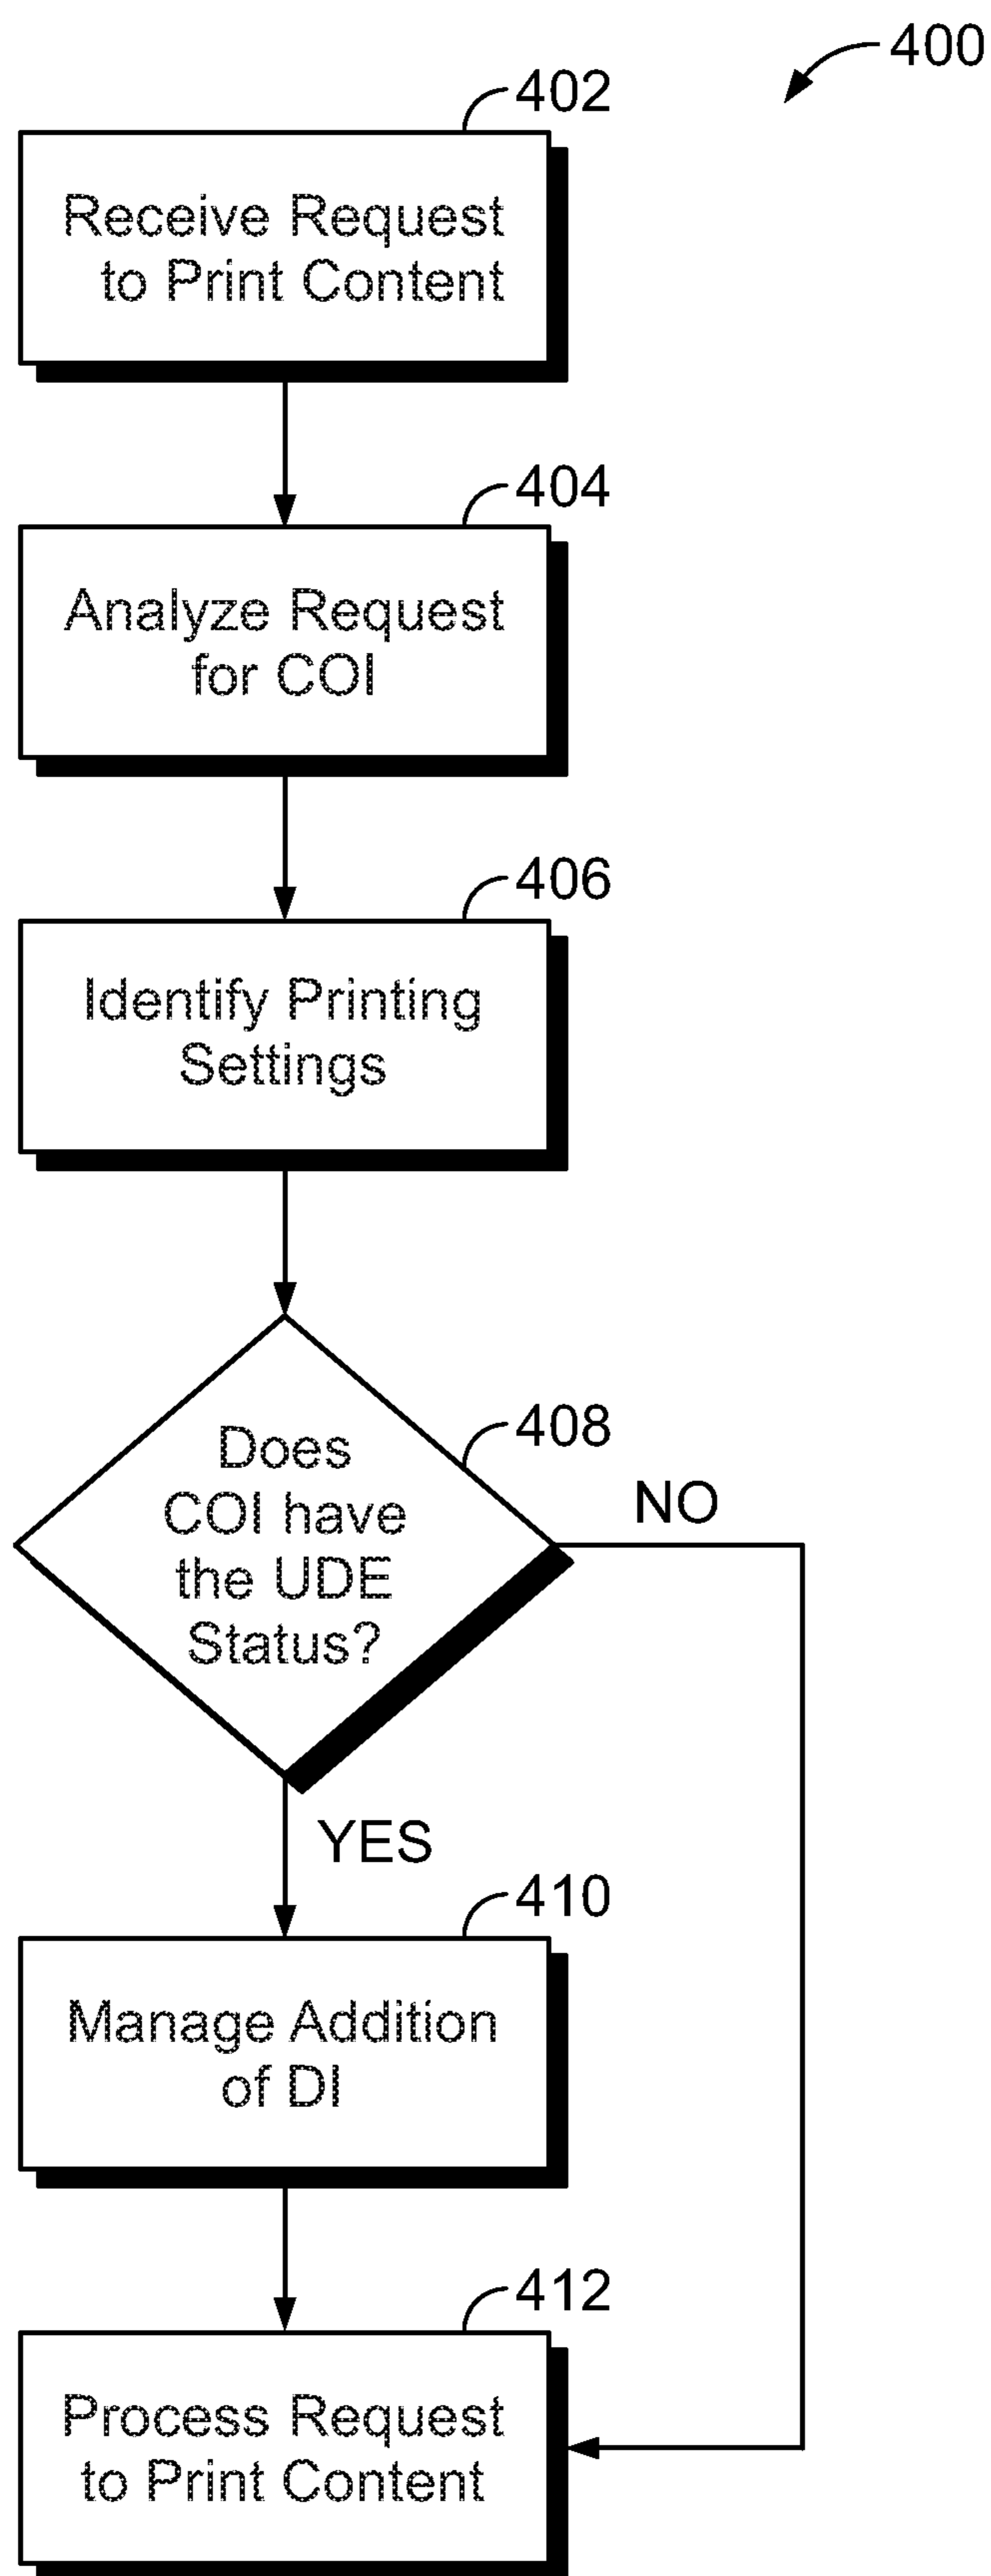 400
402
Receive Request
to Print Content
404
Analyze Request
for COI
406
Identify Printing
Settings
408
Does
COI have
the UDE
Status?
NO
YES
410
Manage Addition
of DI
412
Process Request
to Print Content